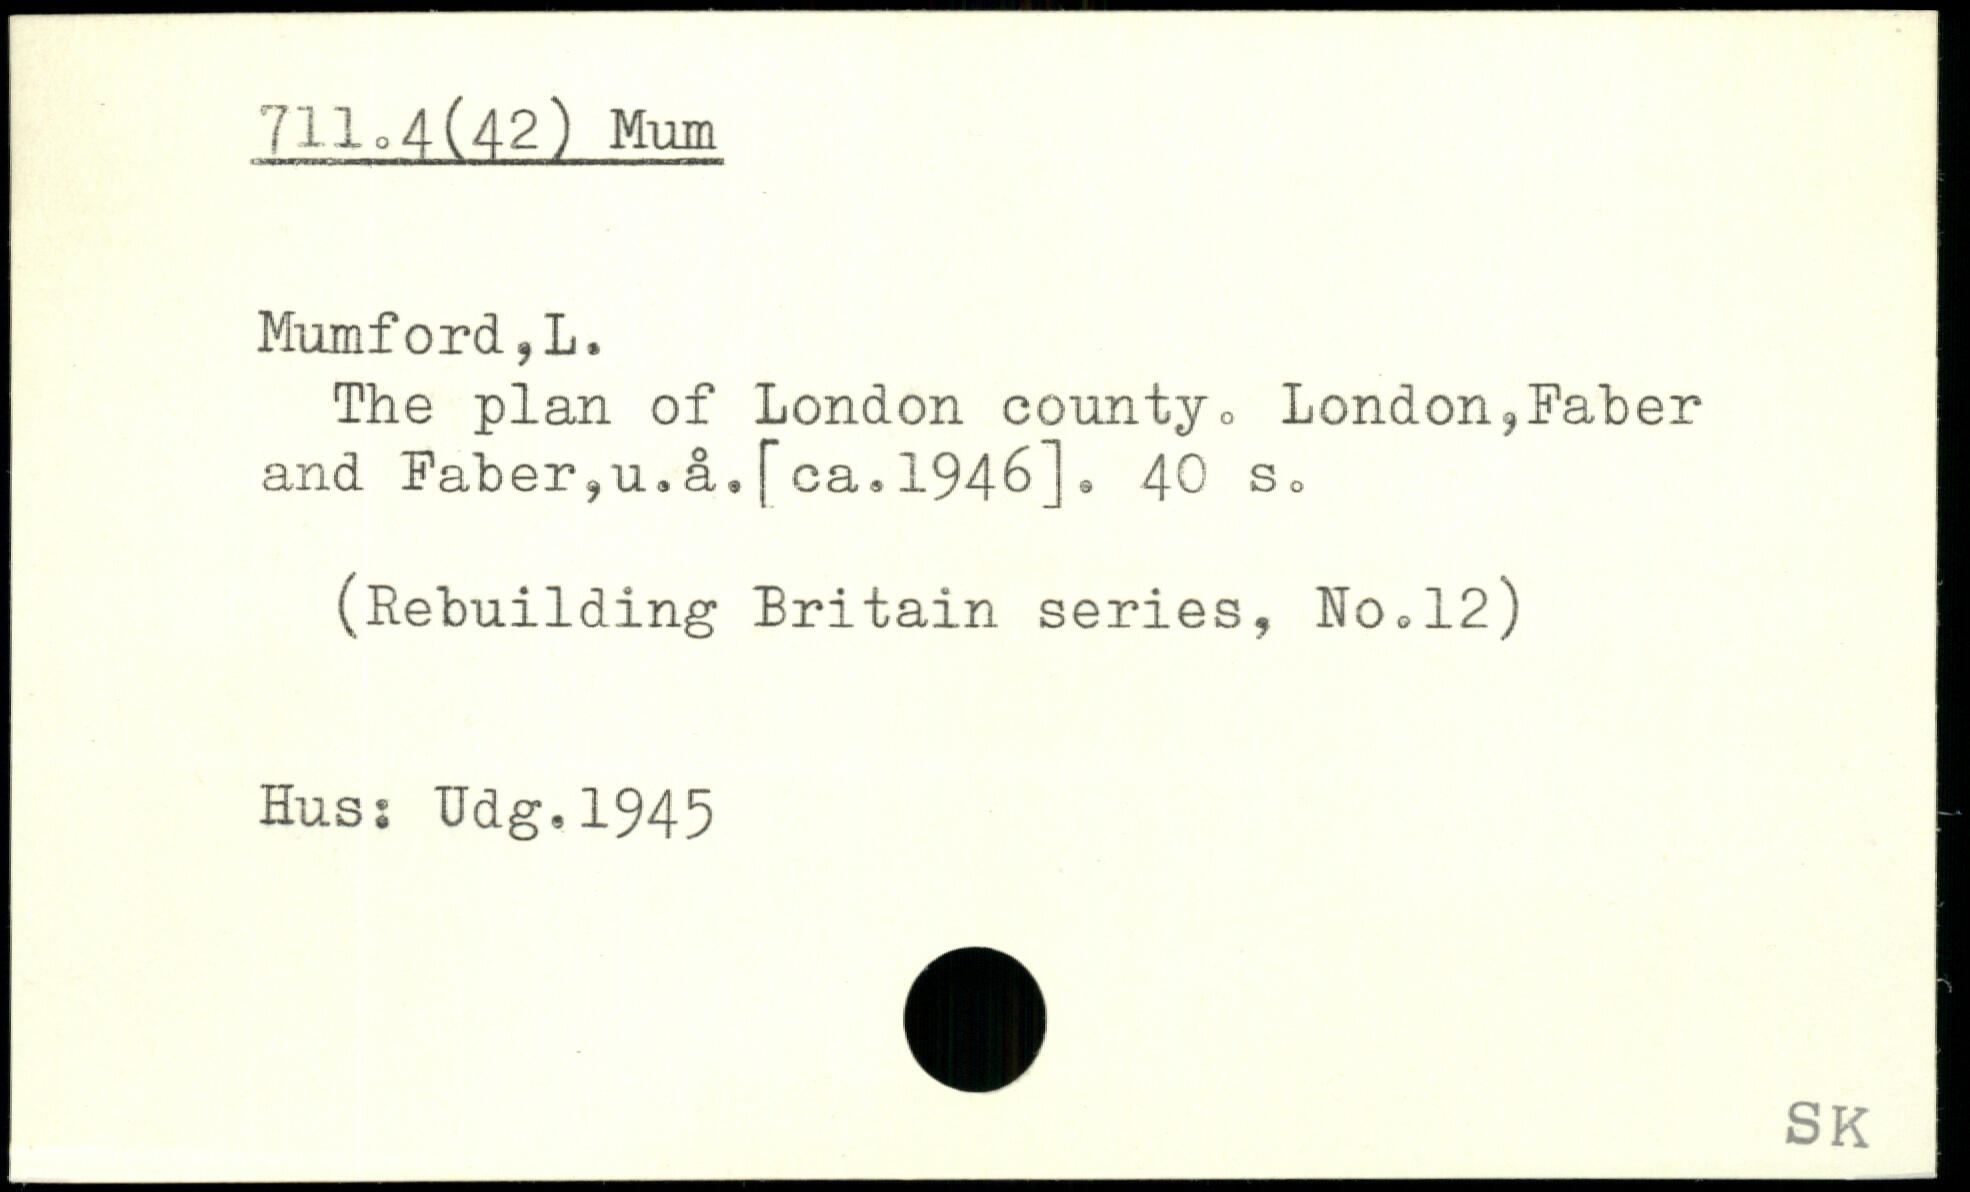 711.4(42) Mum
Mumford,L.
The plan of London county. London,Faber
and Faber,u.å.[ca.1946]. 40 s.
(Rebuilding Britain series, No.12)
Hus: Udg.1945
SK